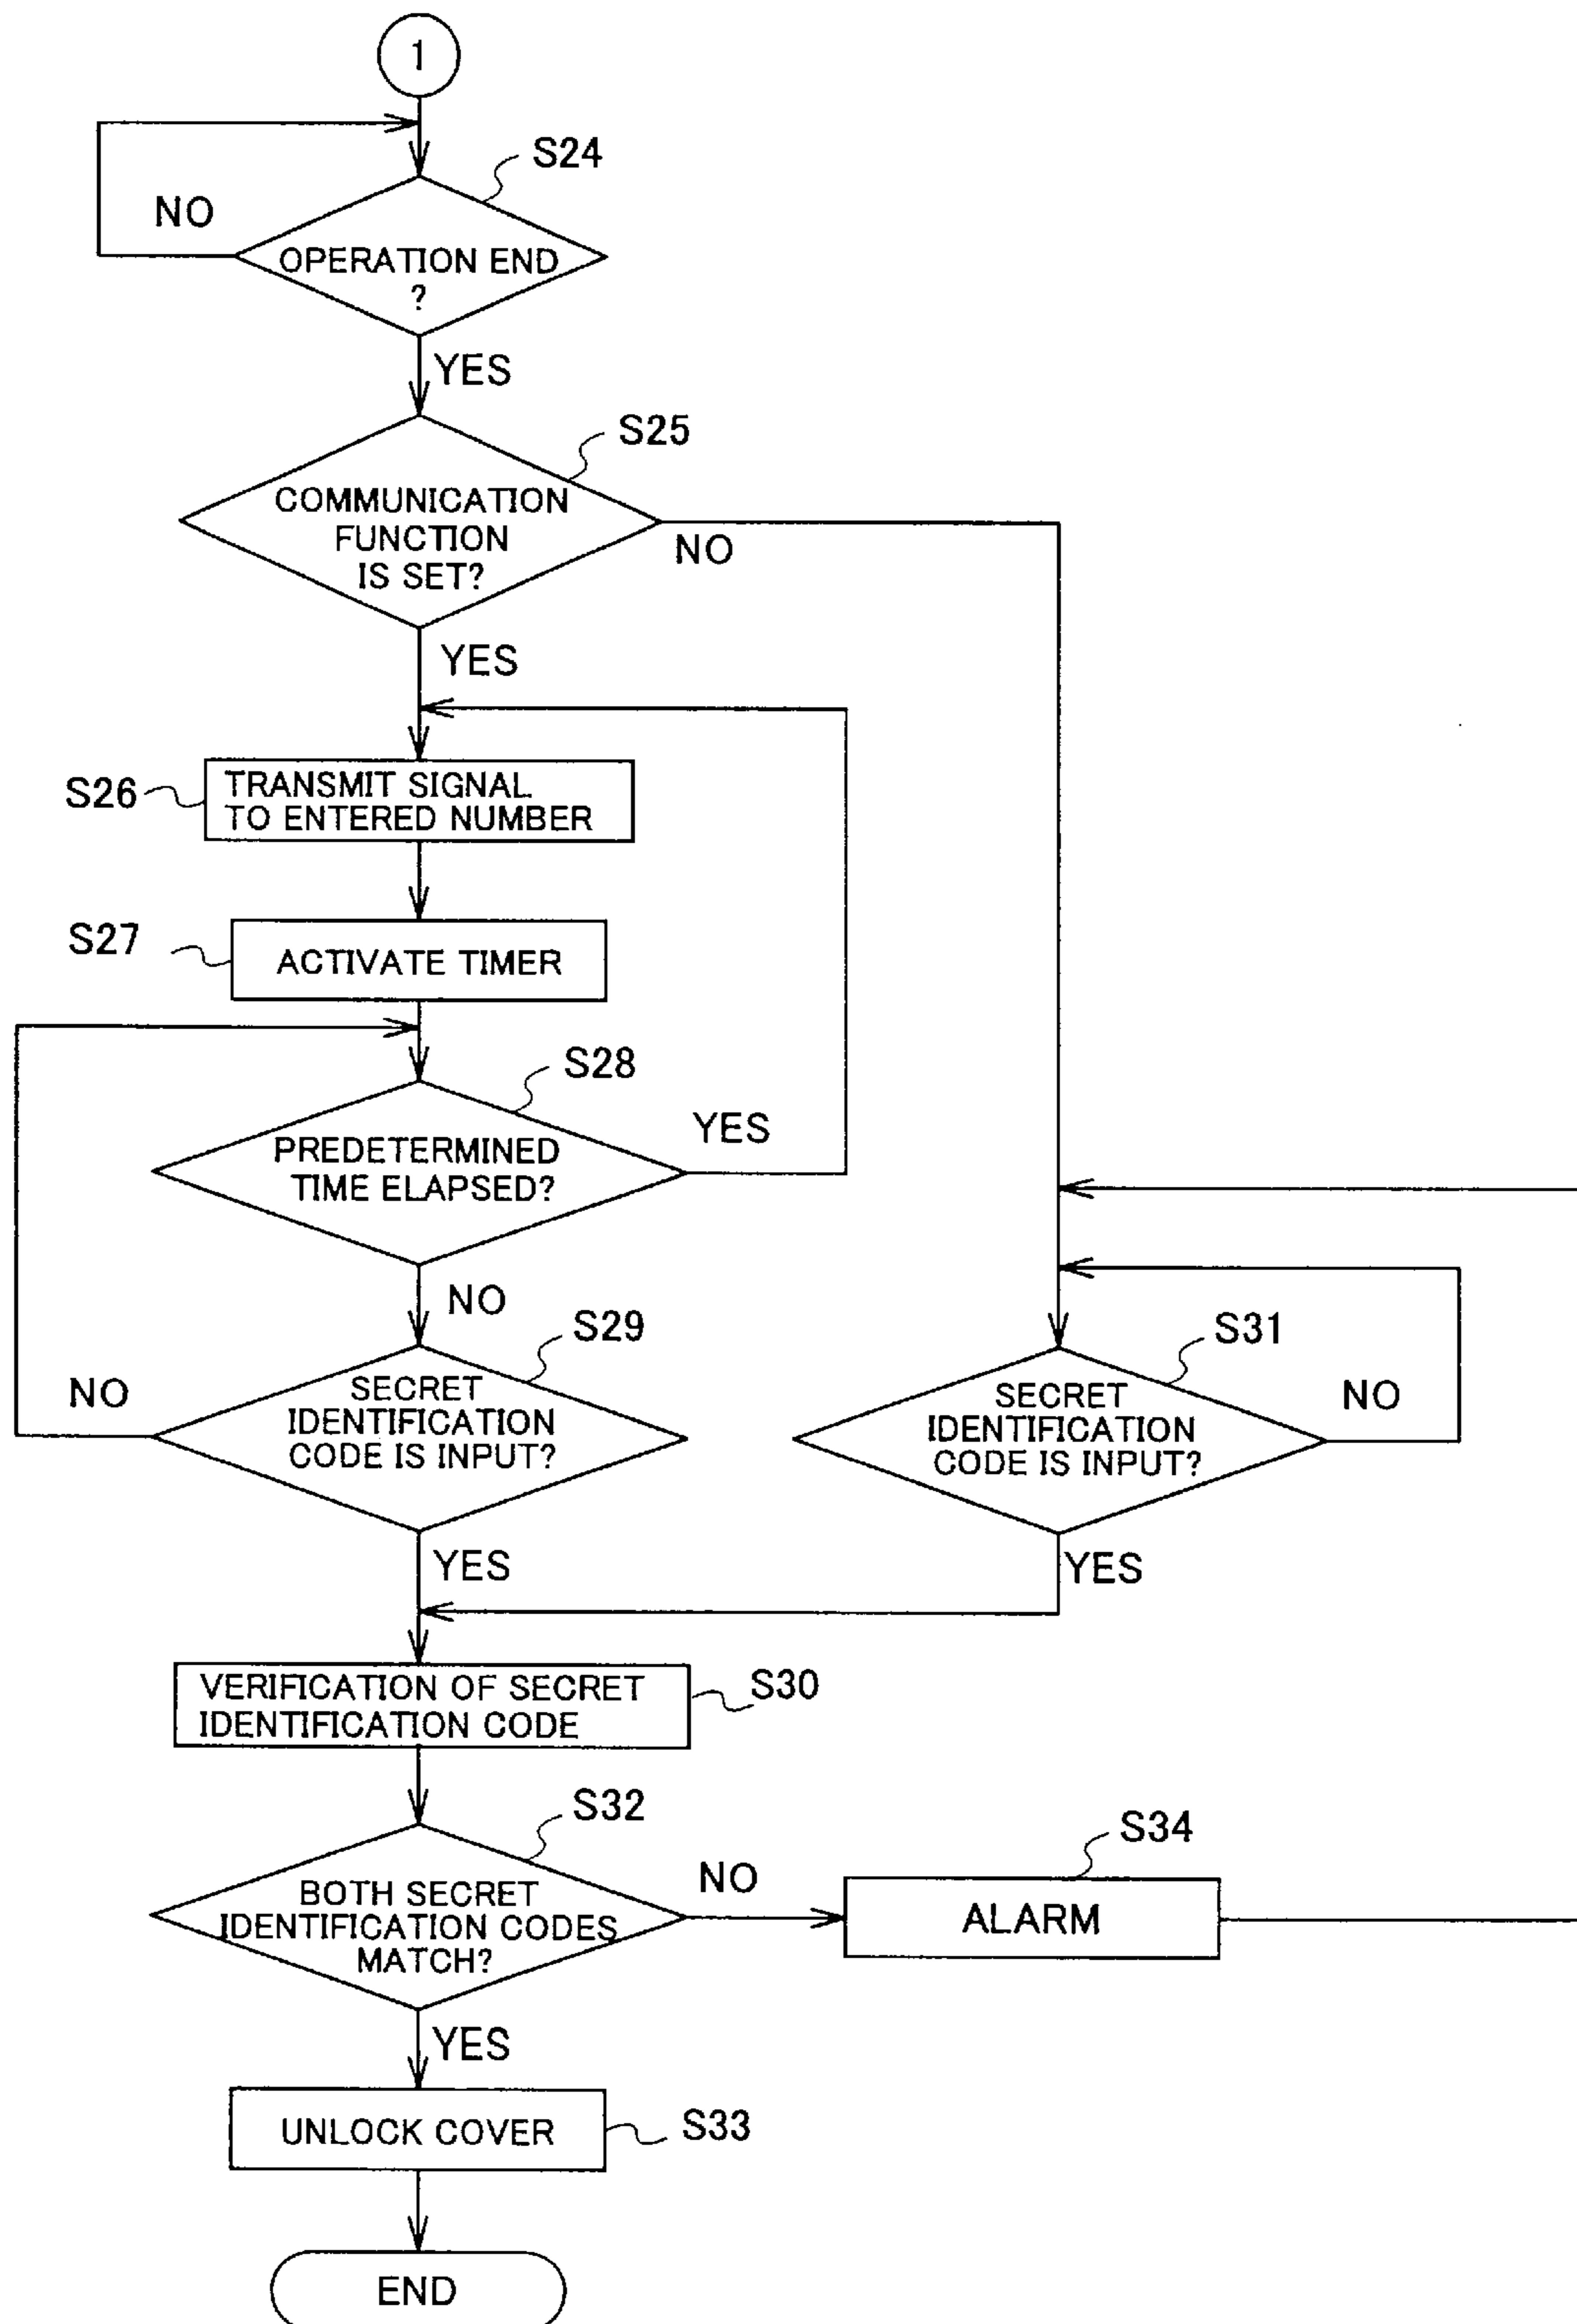 1
S24
NO
OPERATION END
?
YES
S25
COMMUNICATION
FUNCTION
IS SET?
NO
YES
S26
TRANSMIT SIGNAL
TO ENTERED NUMBER
S27
ACTIVATE TIMER
S28
PREDETERMINED
TIME ELAPSED?
YES
NO
S29
SECRET
IDENTIFICATION
CODE IS INPUT?
NO
YES
S31
SECRET
IDENTIFICATION
CODE IS INPUT?
NO
YES
VERIFICATION OF SECRET
IDENTIFICATION CODE
S30
S32
BOTH SECRET
IDENTIFICATION CODES
MATCH?
NO
S34
ALARM
YES
UNLOCK COVER
S33
END